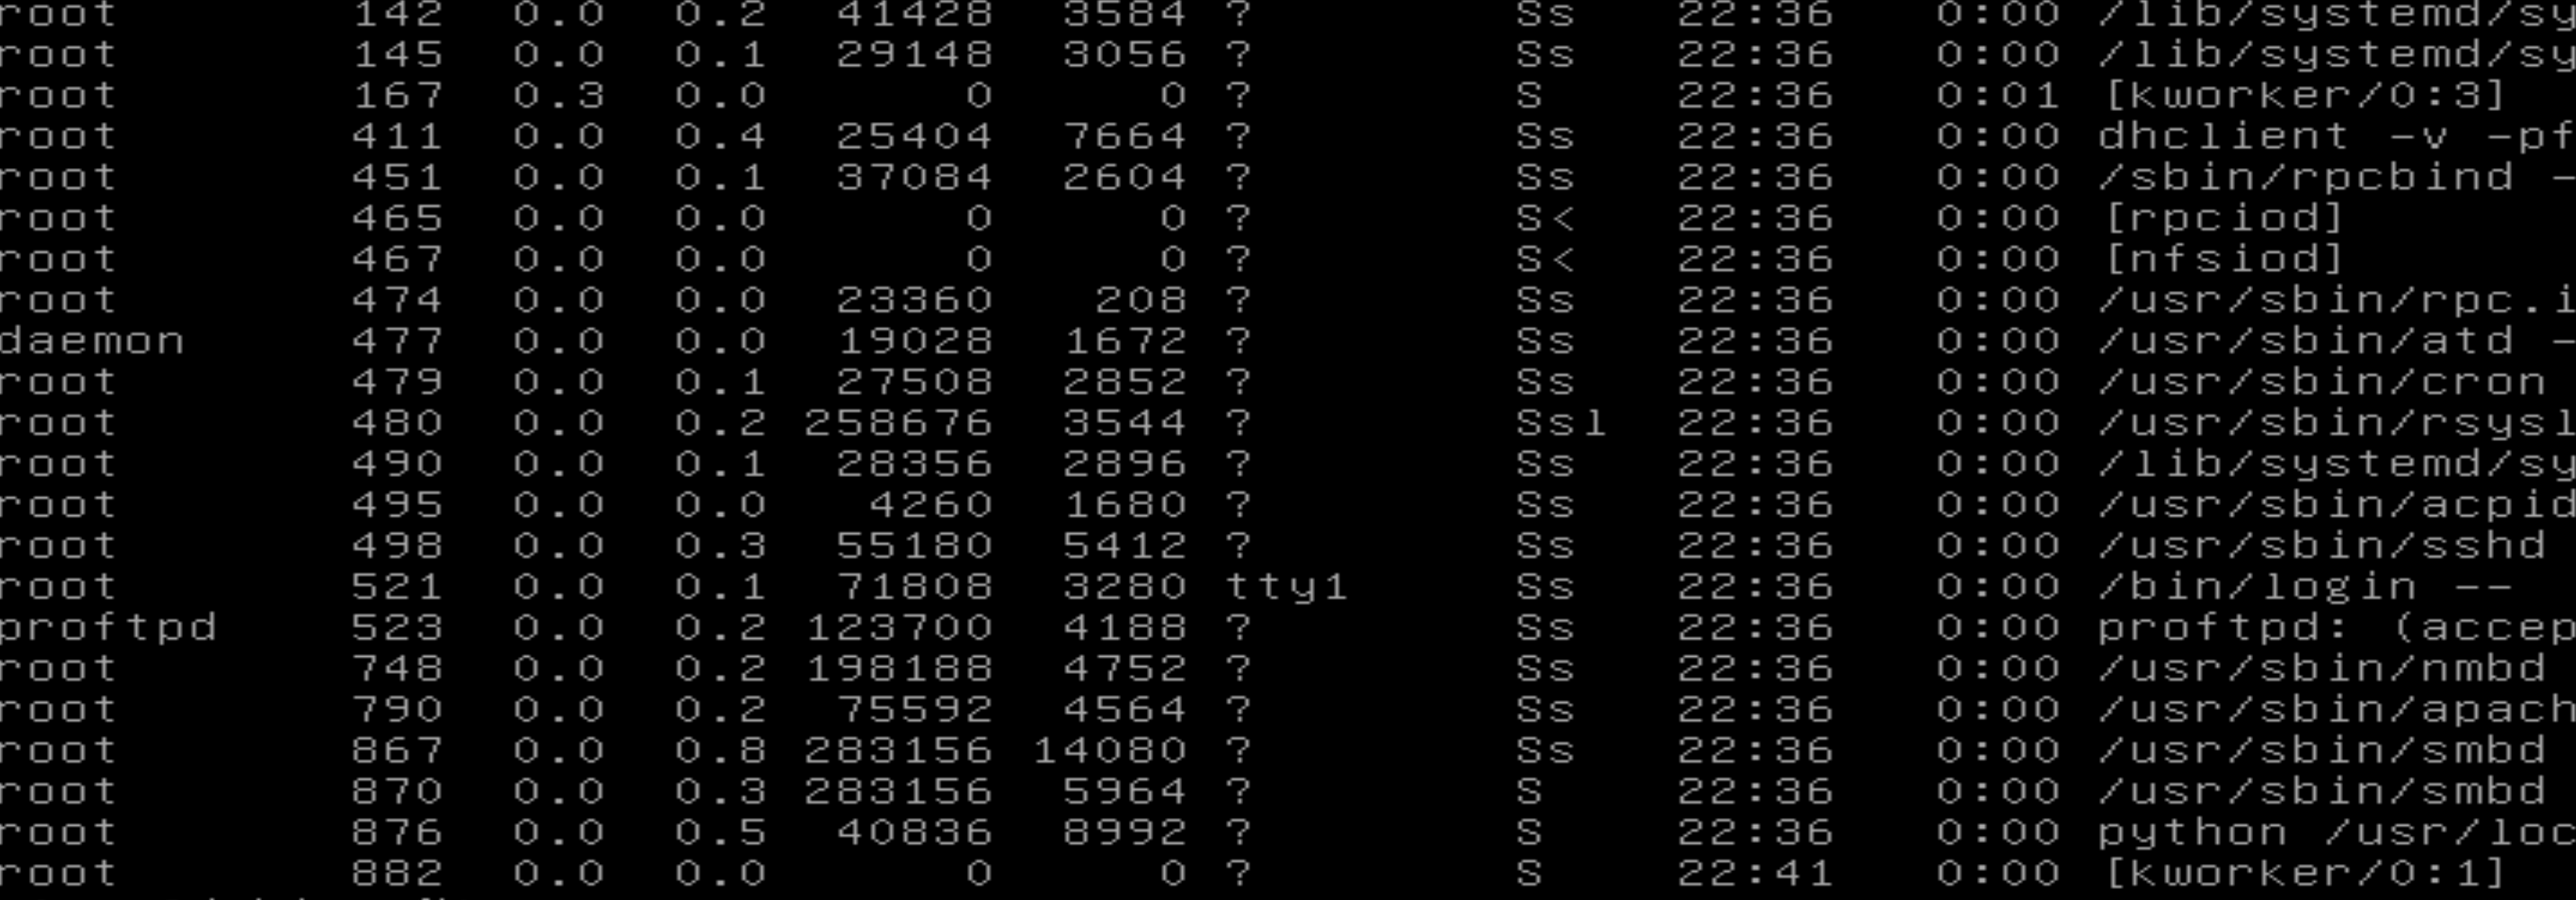 root 142 0.0 0.2 41428 3584 ? Ss 22:36 0:00 /lib/systemd/sy
root 145 0.0 0.1 29148 3056 ? Ss 22:36 0:00 /lib/systemd/sy
root 167 0.3 0.0 0 0 ? S 22:36 0:01 [kworker/0:3]
root 411 0.0 0.4 25404 7664 ? Ss 22:36 0:00 dhclient -v -pf
root 451 0.0 0.1 37084 2604 ? Ss 22:36 0:00 /sbin/rpcbind -
root 465 0.0 0.0 0 0 ? S< 22:36 0:00 [rpciod]
root 467 0.0 0.0 0 0 ? S< 22:36 0:00 [nfsiod]
root 474 0.0 0.0 23360 208 ? Ss 22:36 0:00 /usr/sbin/rpc.i
daemon 477 0.0 0.0 19028 1672 ? Ss 22:36 0:00 /usr/sbin/atd -
root 479 0.0 0.1 27508 2852 ? Ss 22:36 0:00 /usr/sbin/cron
root 480 0.0 0.2 258676 3544 ? Ssl 22:36 0:00 /usr/sbin/rsysl
root 490 0.0 0.1 28356 2896 ? Ss 22:36 0:00 /lib/systemd/sy
root 495 0.0 0.0 4260 1680 ? Ss 22:36 0:00 /usr/sbin/acpid
root 498 0.0 0.3 55180 5412 ? Ss 22:36 0:00 /usr/sbin/sshd
root 521 0.0 0.1 71808 3280 tty1 Ss 22:36 0:00 /bin/login --
proftpd 523 0.0 0.2 123700 4188 ? Ss 22:36 0:00 proftpd: (accep
root 748 0.0 0.2 198188 4752 ? Ss 22:36 0:00 /usr/sbin/nmbd
root 790 0.0 0.2 75592 4564 ? Ss 22:36 0:00 /usr/sbin/apach
root 867 0.0 0.8 283156 14080 ? Ss 22:36 0:00 /usr/sbin/smbd
root 870 0.0 0.3 283156 5964 ? S 22:36 0:00 /usr/sbin/smbd
root 876 0.0 0.5 40836 8992 ? S 22:36 0:00 python /usr/loc
root 882 0.0 0.0 0 0 ? S 22:41 0:00 [kworker/0:1]